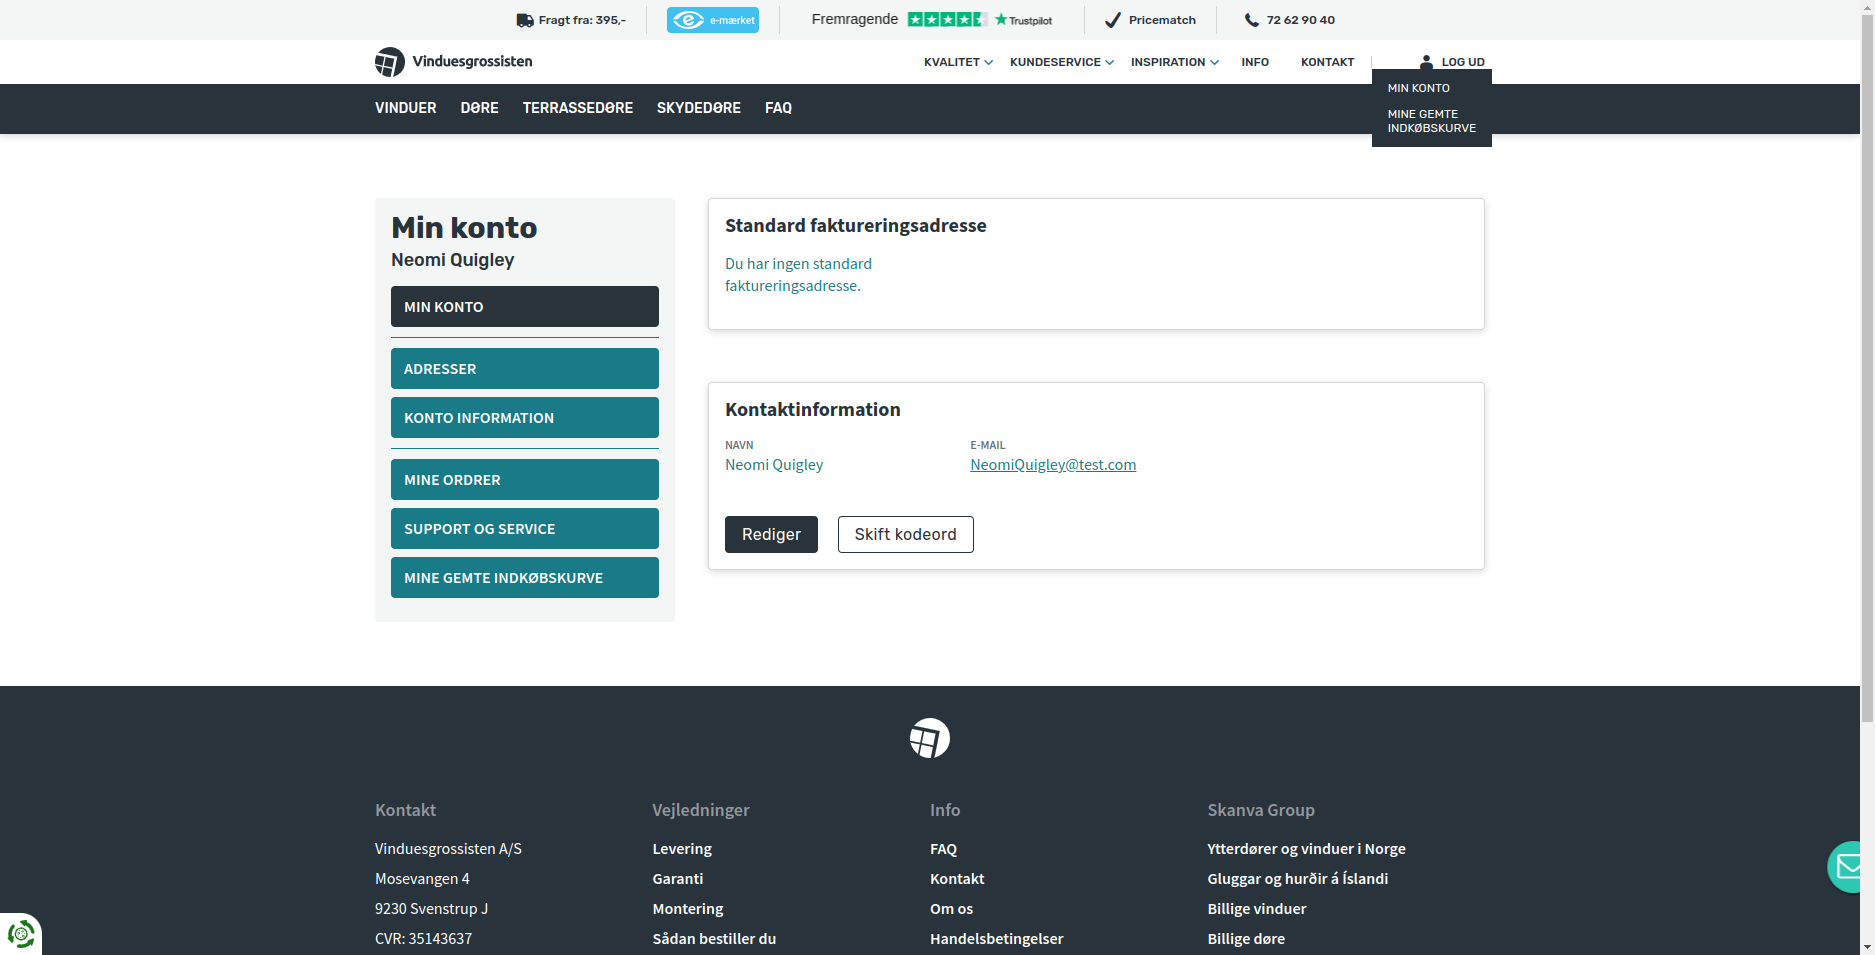 Fragt fra: 395,-
e-mærket
Fremragende
Trustpilot
Pricematch
72 62 90 40
Vinduesgrossisten
KVALITET
KUNDESERVICE
INSPIRATION
INFO
KONTAKT
LOG UD
MIN KONTO
MINE GEMTE
INDKØBSKURVE
VINDUER
DØRE
TERRASSEDØRE
SKYDEDØRE
FAQ
Min konto
Neomi Quigley
MIN KONTO
ADRESSER
KONTO INFORMATION
MINE ORDRER
SUPPORT OG SERVICE
MINE GEMTE INDKØBSKURVE
Standard faktureringsadresse
Du har ingen standard
faktureringsadresse.
Kontaktinformation
NAVN
Neomi Quigley
E-MAIL
NeomiQuigley@test.com
Rediger
Skift kodeord
Kontakt
Vinduesgrossisten A/S
Mosevangen 4
9230 Svenstrup J
CVR: 35143637
Vejledninger
Levering
Garanti
Montering
Sådan bestiller du
Info
FAQ
Kontakt
Om os
Handelsbetingelser
Skanva Group
Ytterdører og vinduer i Norge
Gluggar og hurðir á Íslandi
Billige vinduer
Billige døre